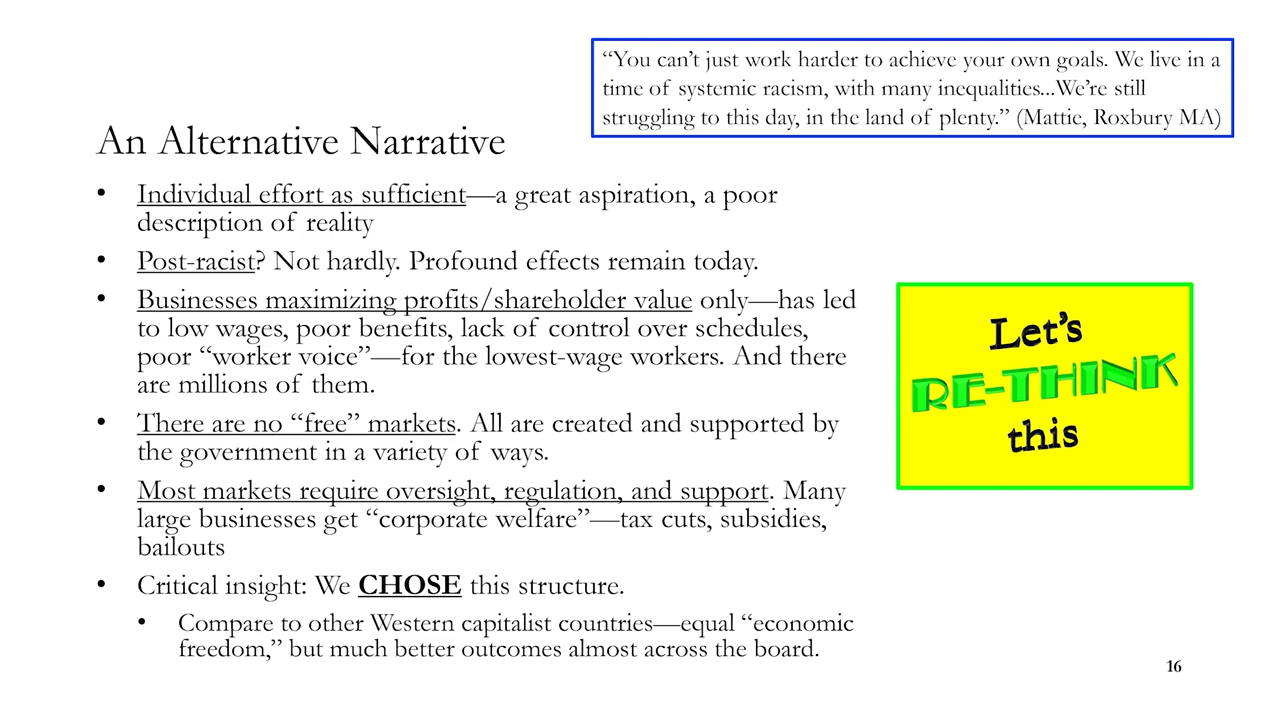 “You can’t just work harder to achieve your own goals. We live in a
time of systemic racism, with many inequalities...We’re still
struggling to this day, in the land of plenty.” (Mattie, Roxbury MA)
An Alternative Narrative
• Individual effort as sufficient—a great aspiration, a poor
description of reality
• Post-racist? Not hardly. Profound effects remain today.
• Businesses maximizing profits/shareholder value only—has led
to low wages, poor benefits, lack of control over schedules,
poor “worker voice”—for the lowest-wage workers. And there
are millions of them.
• There are no “free” markets. All are created and supported by
the government in a variety of ways.
• Most markets require oversight, regulation, and support. Many
large businesses get “corporate welfare”—tax cuts, subsidies,
bailouts
• Critical insight: We CHOSE this structure.
• Compare to other Western capitalist countries—equal “economic
freedom,” but much better outcomes almost across the board.
Let’s
RE-THINK
this
16